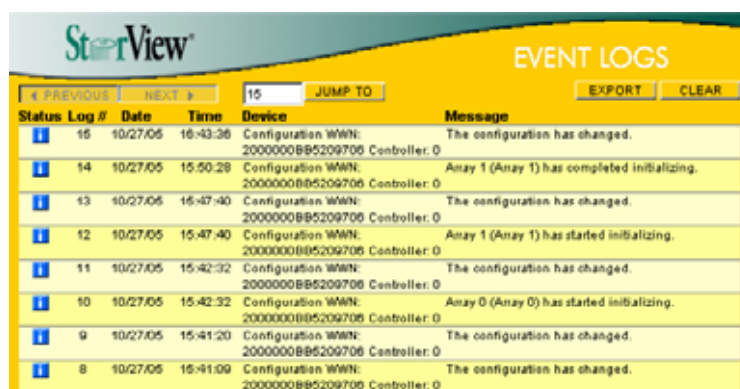 StorView
EVENT LOGS
PREVIOUS NEXT 15 JUMP TO EXPORT CLEAR
Status Log # Date Time Device Message
15 10/27/05 16:43:36 Configuration WWN: The configuration has changed.
2000000BB5209706 Controller: 0
14 10/27/05 15:50:28 Configuration WWN: Array 1 (Array 1) has completed initializing.
2000000BB5209706 Controller: 0
13 10/27/05 15:47:40 Configuration WWN: The configuration has changed.
2000000BB5209706 Controller: 0
12 10/27/05 15:47:40 Configuration WWN: Array 1 (Array 1) has started initializing.
2000000BB5209706 Controller: 0
11 10/27/05 15:42:32 Configuration WWN: The configuration has changed.
2000000BB5209706 Controller: 0
10 10/27/05 15:42:32 Configuration WWN: Array 0 (Array 0) has started initializing.
2000000BB5209706 Controller: 0
9 10/27/05 15:41:20 Configuration WWN: The configuration has changed.
2000000BB5209706 Controller: 0
8 10/27/05 15:41:09 Configuration WWN: The configuration has changed.
2000000BB5209706 Controller: 0